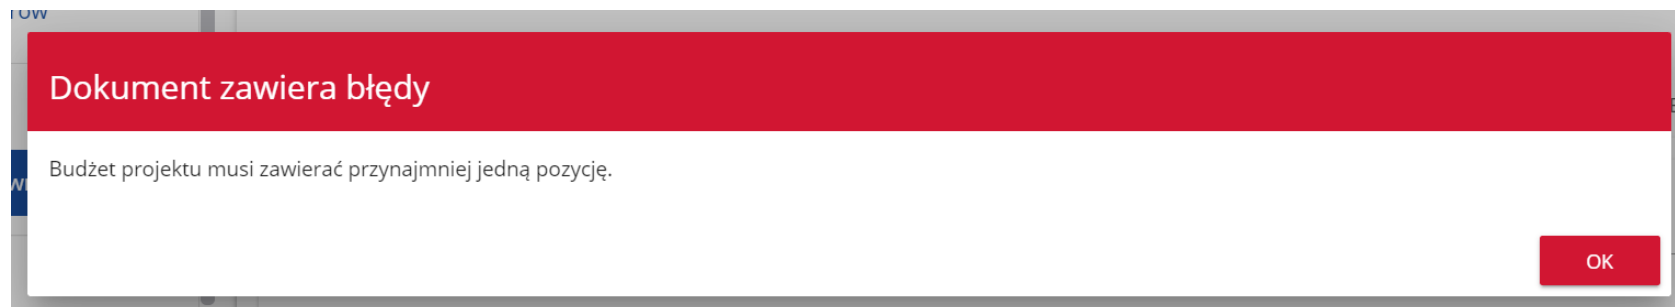 Dokument zawiera błędy
Budżet projektu musi zawierać przynajmniej jedną pozycję.
OK